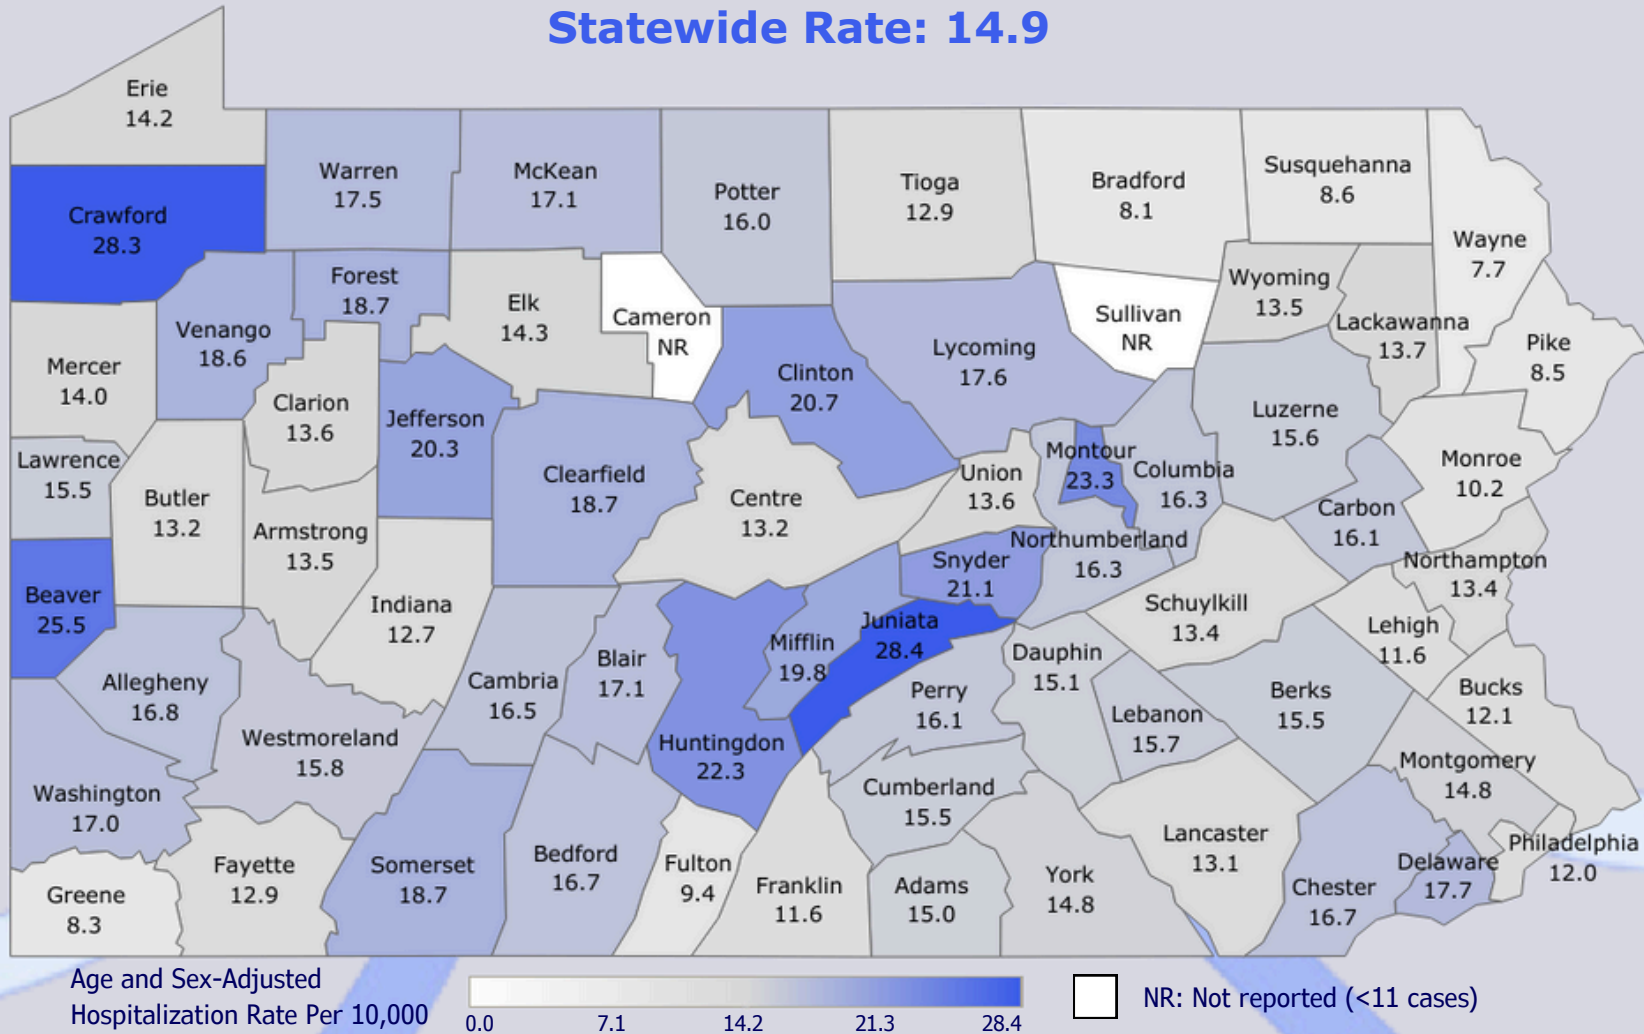 Statewide Rate: 14.9
Erie
14.2
Crawford
28.3
Warren
17.5
McKean
17.1
Potter
16.0
Tioga
12.9
Bradford
8.1
Susquehanna
8.6
Wayne
7.7
Forest
18.7
Venango
18.6
Elk
14.3
Cameron
NR
Sullivan
NR
Wyoming
13.5
Lackawanna
13.7
Pike
8.5
Mercer
14.0
Clarion
13.6
Jefferson
20.3
Clinton
20.7
Lycoming
17.6
Luzerne
15.6
Lawrence
15.5
Butler
13.2
Clearfield
18.7
Centre
13.2
Union
13.6
Montour
23.3
Columbia
16.3
Monroe
10.2
Carbon
16.1
Armstrong
13.5
Northumberland
16.3
Northampton
13.4
Beaver
25.5
Indiana
12.7
Snyder
21.1
Schuylkill
13.4
Lehigh
11.6
Juniata
28.4
Mifflin
19.8
Allegheny
16.8
Cambria
16.5
Blair
17.1
Dauphin
15.1
Perry
16.1
Lebanon
15.7
Berks
15.5
Bucks
12.1
Westmoreland
15.8
Huntingdon
22.3
Montgomery
14.8
Washington
17.0
Cumberland
15.5
Greene
8.3
Fayette
12.9
Somerset
18.7
Bedford
16.7
Fulton
9.4
Franklin
11.6
Adams
15.0
York
14.8
Lancaster
13.1
Chester
16.7
Delaware
17.7
Philadelphia
12.0
Age and Sex-Adjusted
Hospitalization Rate Per 10,000
0.0 7.1 14.2 21.3 28.4
NR: Not reported (<11 cases)